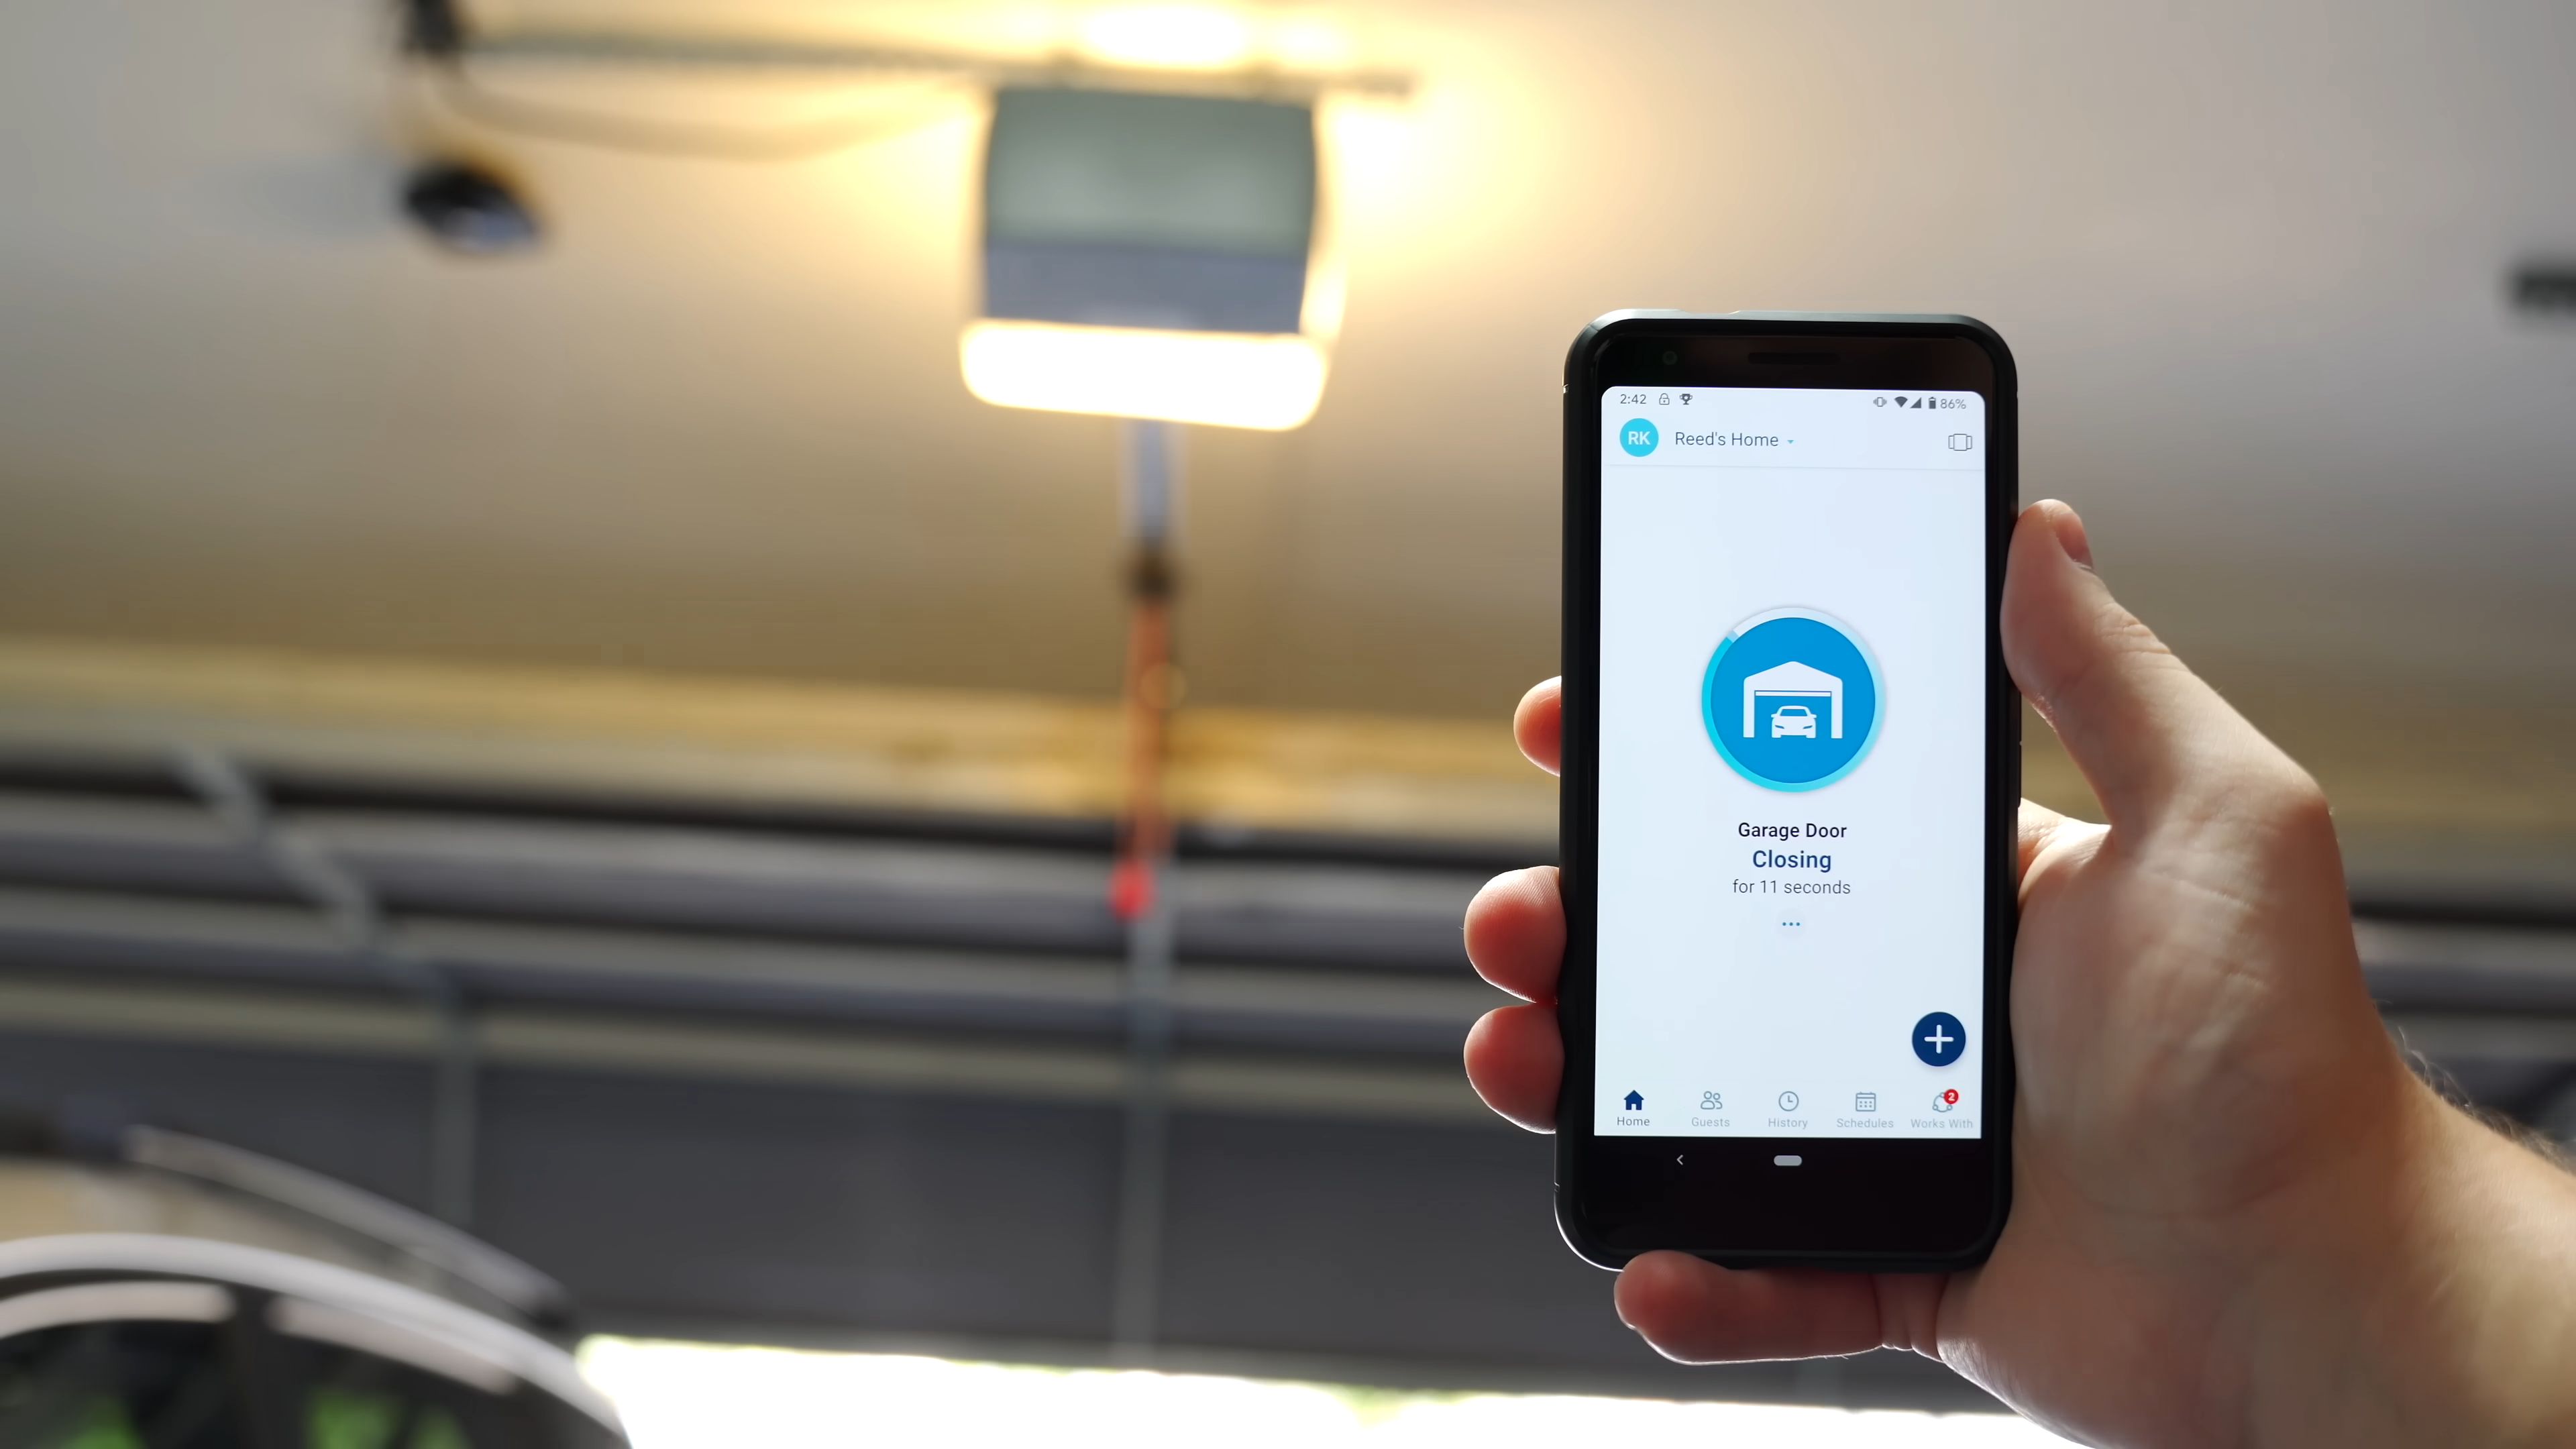 2:42 86%
RK Reed's Home
Garage Door
Closing
for 11 seconds
...
2
Home Guests History Schedules Works With